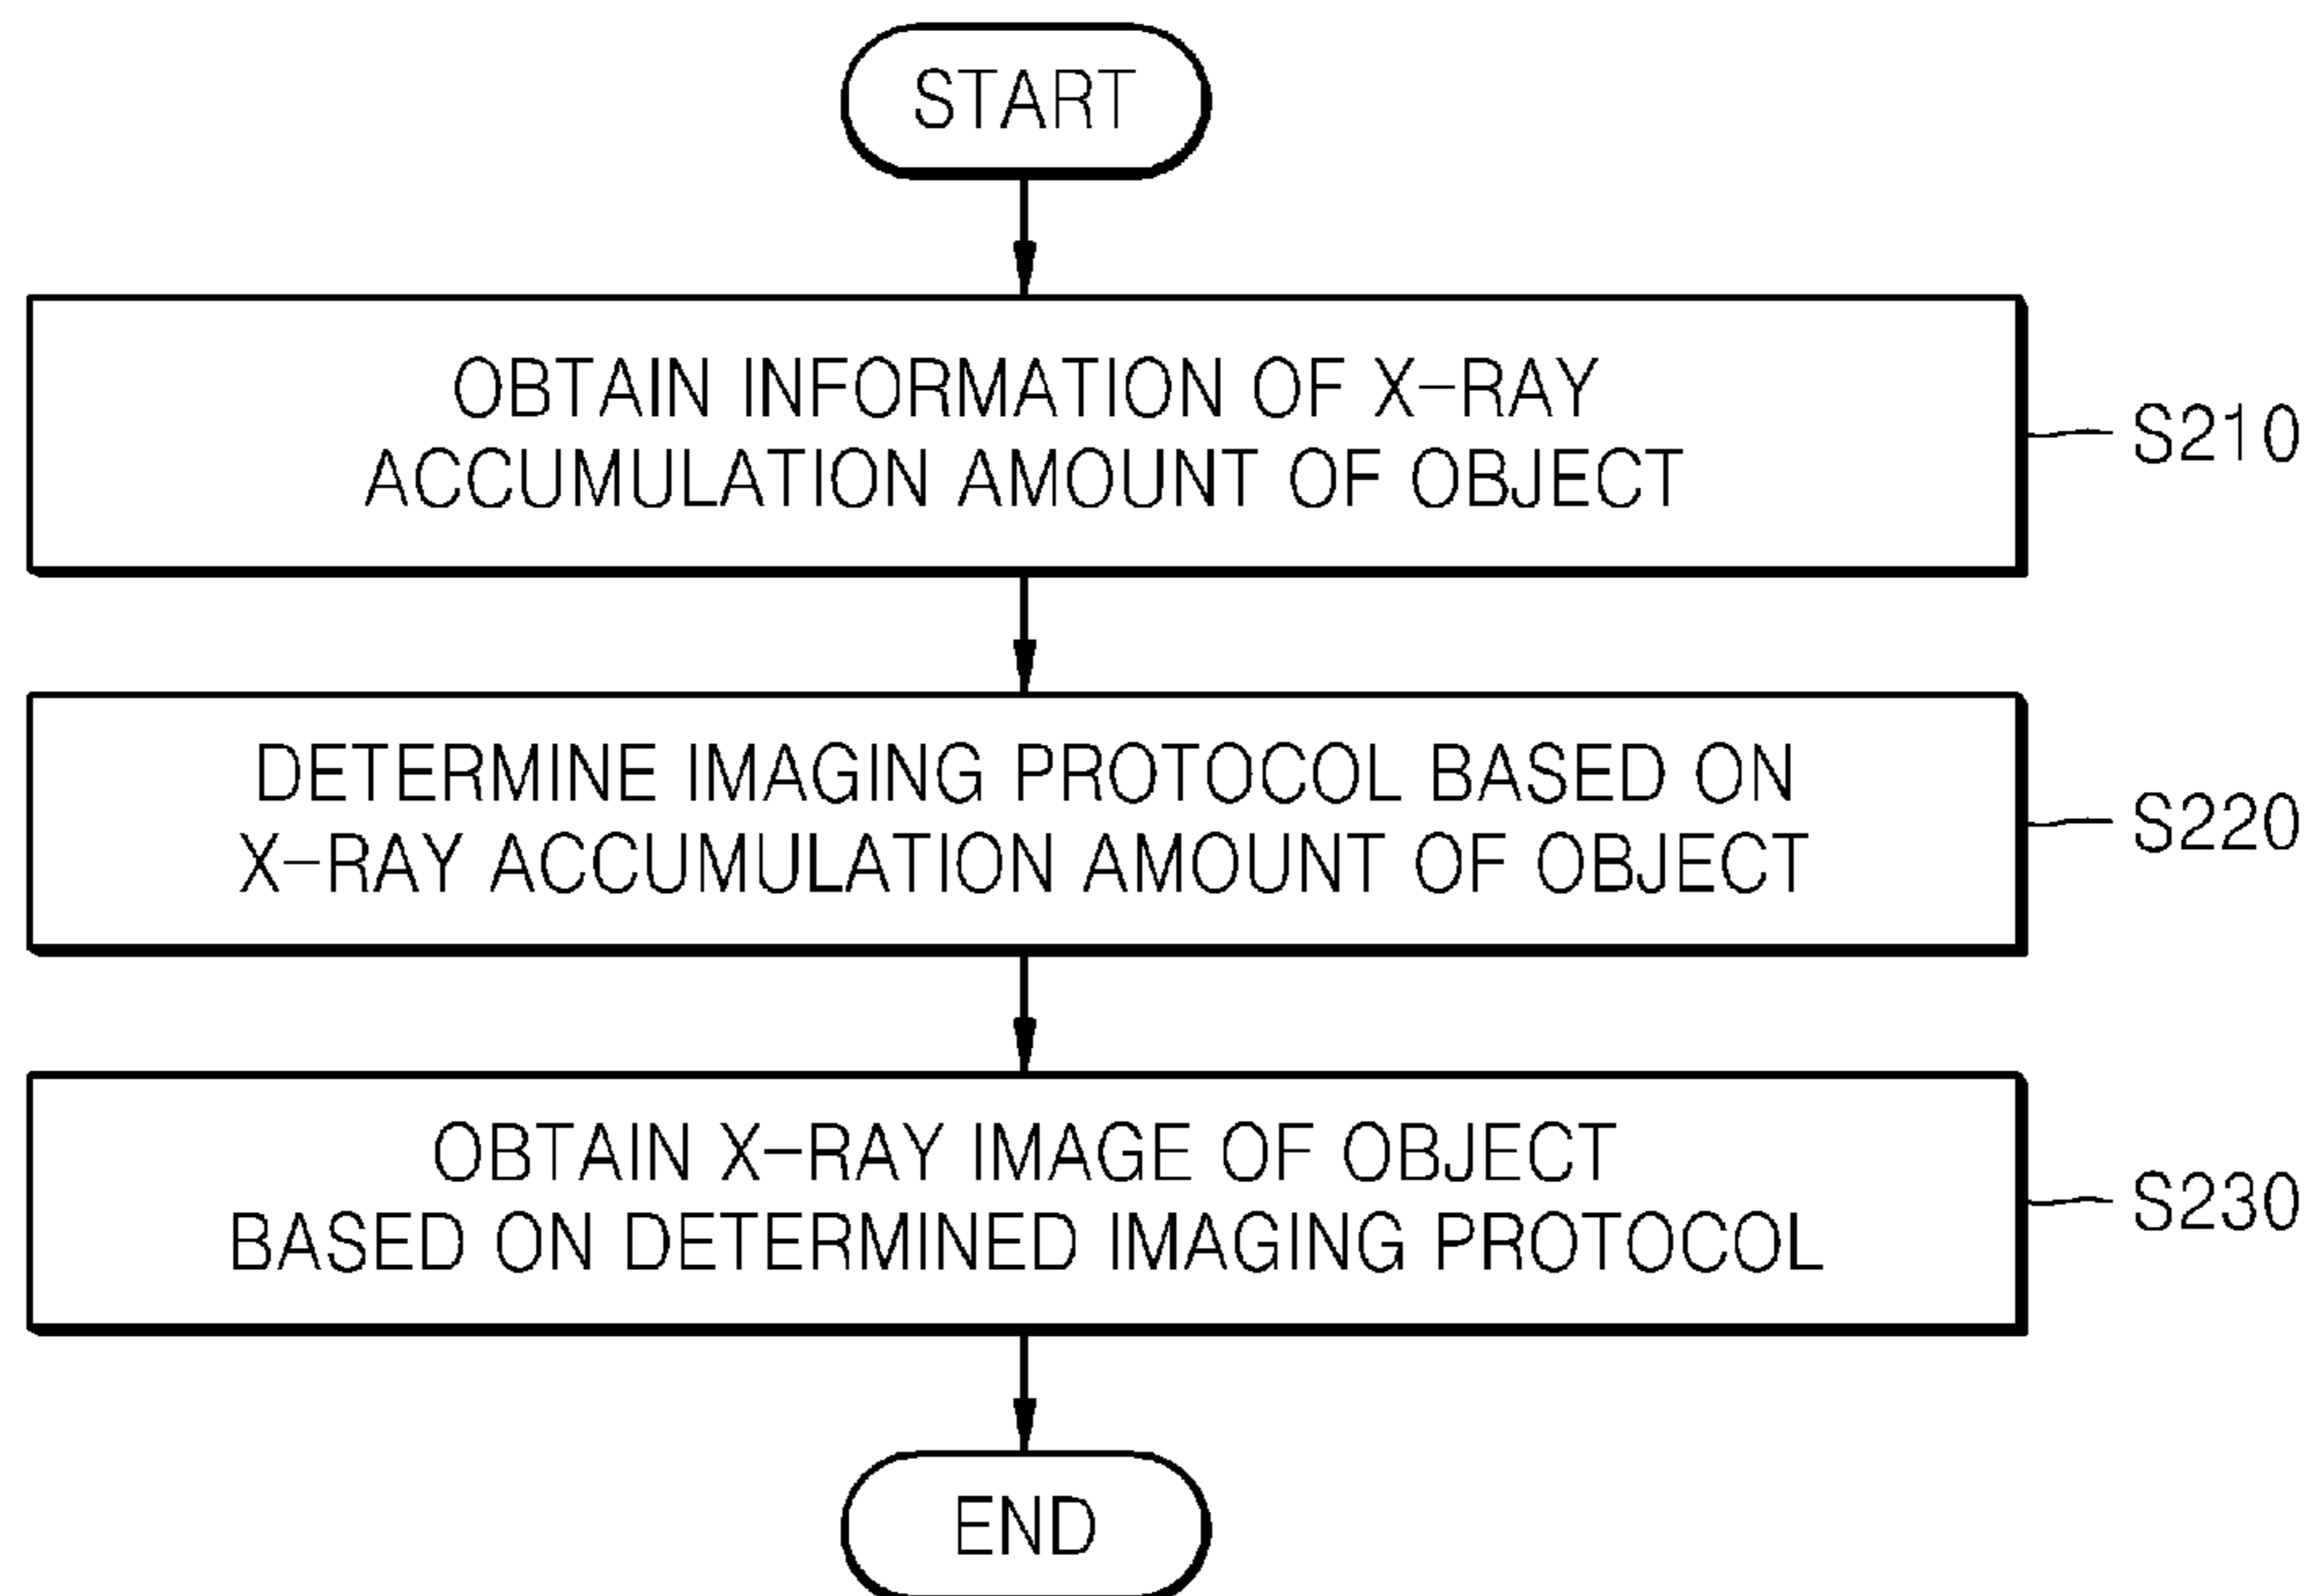 START
OBTAIN INFORMATION OF X-RAY
ACCUMULATION AMOUNT OF OBJECT
S210
DETERMINE IMAGING PROTOCOL BASED ON
X-RAY ACCUMULATION AMOUNT OF OBJECT
S220
OBTAIN X-RAY IMAGE OF OBJECT
BASED ON DETERMINED IMAGING PROTOCOL
S230
END